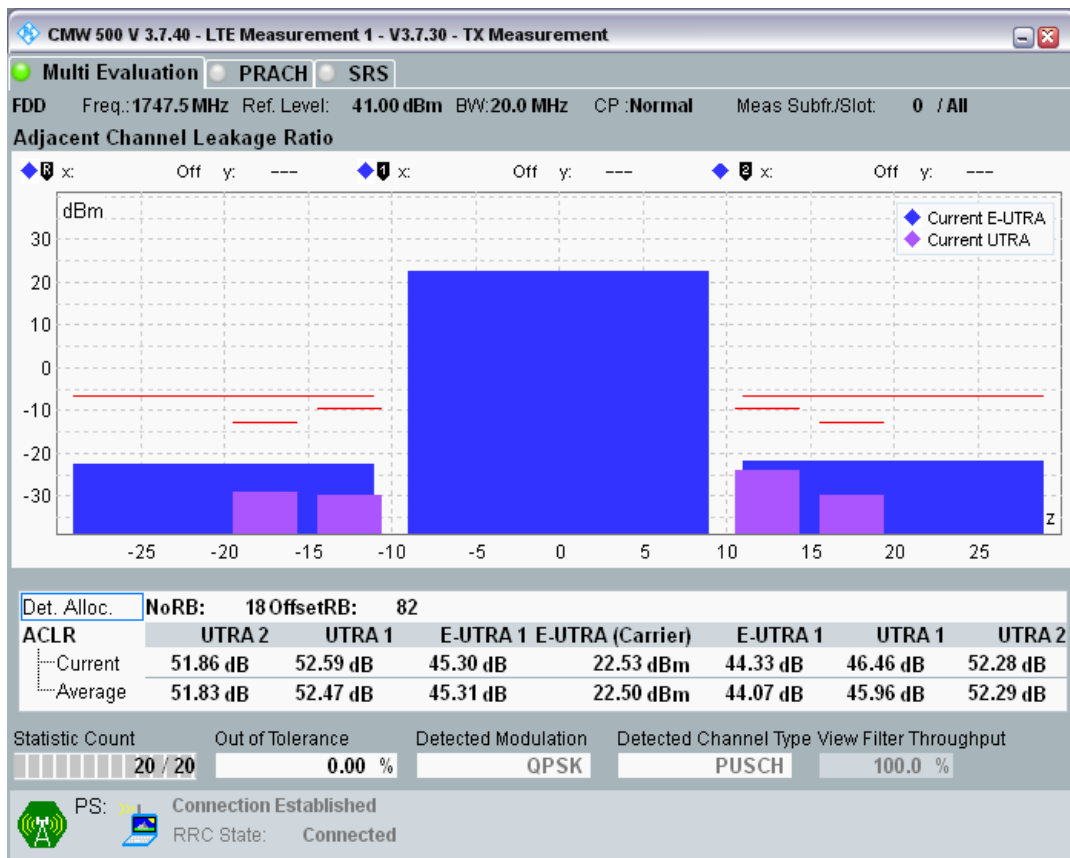 CMW 500 V 3.7.40 - LTE Measurement 1 - V3.7.30 - TX Measurement
Multi Evaluation PRACH SRS
FDD Freq.: 1747.5 MHz Ref. Level: 41.00 dBm BW: 20.0 MHz CP : Normal Meas Subfr./Slot: 0 / All
Adjacent Channel Leakage Ratio
R x: Off y: --- 1 x: Off y: --- 2 x: Off y: ---
dBm
Current E-UTRA
Current UTRA
30
20
10
0
-10
-20
-30
z
-25 -20 -15 -10 -5 0 5 10 15 20 25
Det. Alloc. NoRB: 18 OffsetRB: 82
ACLR UTRA 2 UTRA 1 E-UTRA 1 E-UTRA (Carrier) E-UTRA 1 UTRA 1 UTRA 2
Current 51.86 dB 52.59 dB 45.30 dB 22.53 dBm 44.33 dB 46.46 dB 52.28 dB
Average 51.83 dB 52.47 dB 45.31 dB 22.50 dBm 44.07 dB 45.96 dB 52.29 dB
Statistic Count Out of Tolerance Detected Modulation Detected Channel Type View Filter Throughput
20 / 20 0.00 % QPSK PUSCH 100.0 %
PS: Connection Established
RRC State: Connected